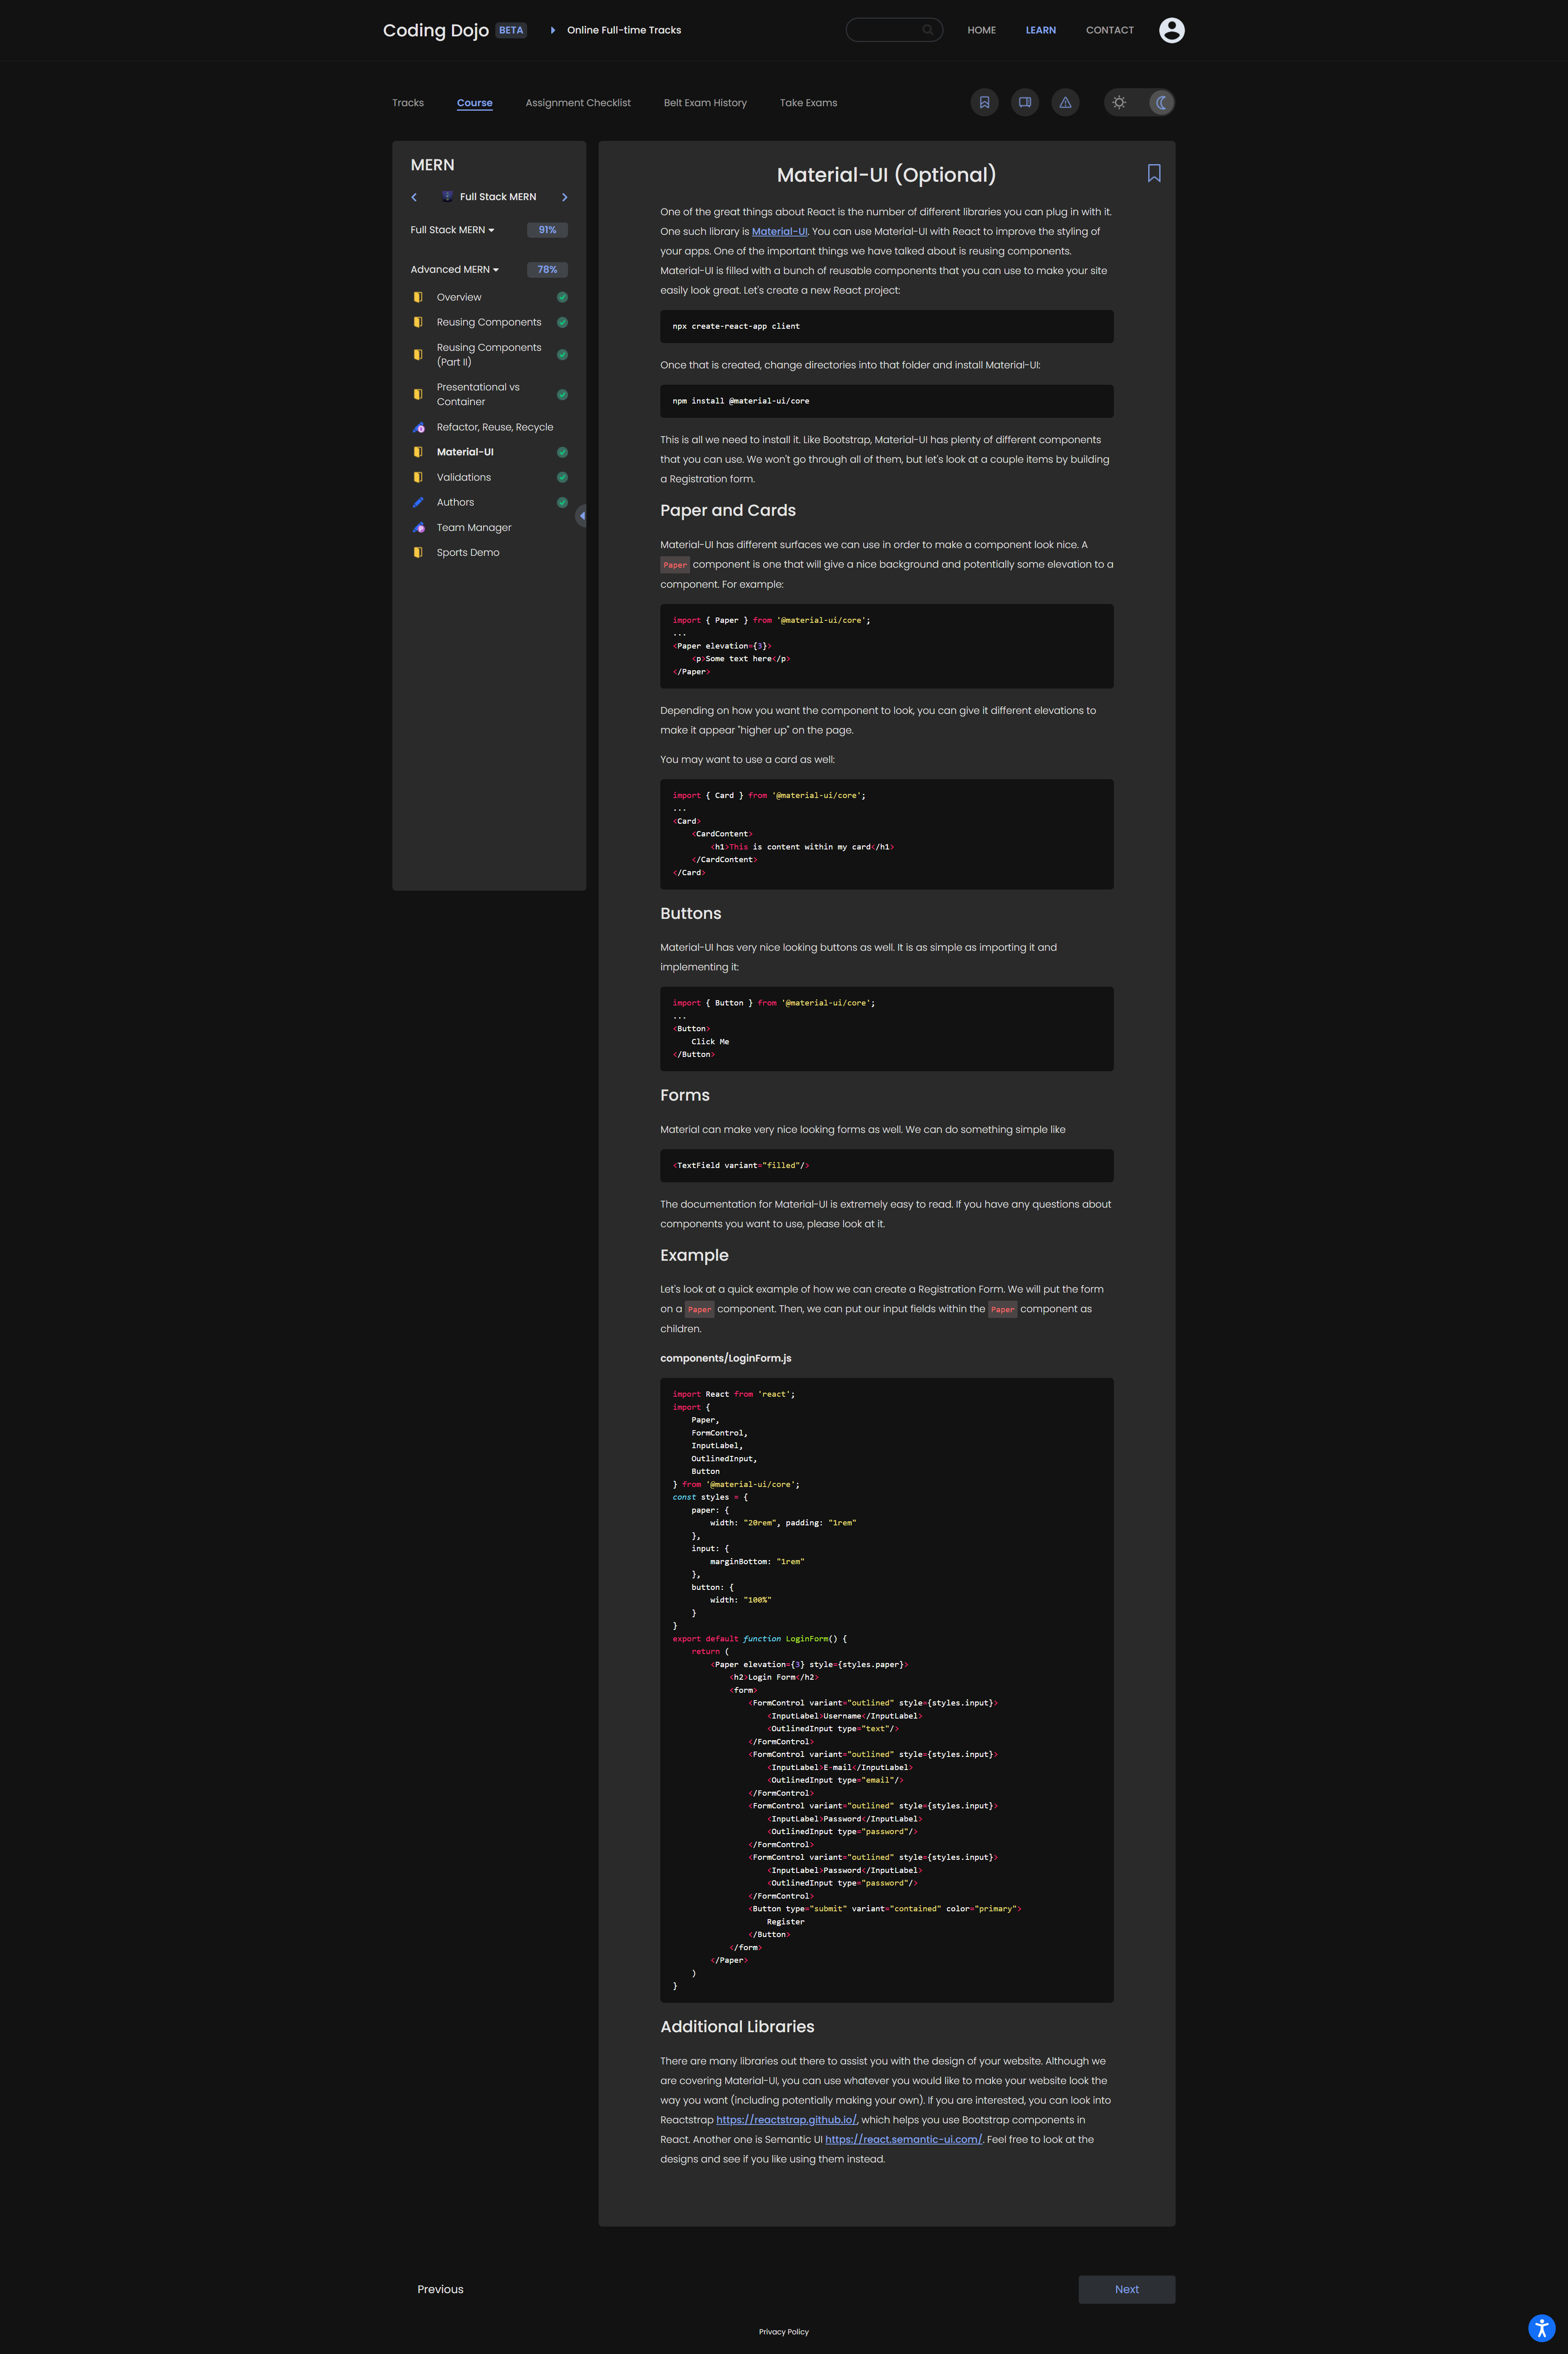 Coding Dojo BETA Online Full-time Tracks HOME LEARN CONTACT
Tracks Course Assignment Checklist Belt Exam History Take Exams
MERN
Full Stack MERN
Full Stack MERN 91%
Advanced MERN 78%
Overview
Reusing Components
Reusing Components
(Part II)
Presentational vs
Container
Refactor, Reuse, Recycle
Material-UI
Validations
Authors
Team Manager
Sports Demo
Material-UI (Optional)
One of the great things about React is the number of different libraries you can plug in with it.
One such library is Material-UI. You can use Material-UI with React to improve the styling of
your apps. One of the important things we have talked about is reusing components.
Material-UI is filled with a bunch of reusable components that you can use to make your site
easily look great. Let's create a new React project:
npx create-react-app client
Once that is created, change directories into that folder and install Material-UI:
npm install @material-ui/core
This is all we need to install it. Like Bootstrap, Material-UI has plenty of different components
that you can use. We won't go through all of them, but let's look at a couple items by building
a Registration form.
Paper and Cards
Material-UI has different surfaces we can use in order to make a component look nice. A
Paper component is one that will give a nice background and potentially some elevation to a
component. For example:
import { Paper } from '@material-ui/core';
...
<Paper elevation={3}>
    <p>Some text here</p>
</Paper>
Depending on how you want the component to look, you can give it different elevations to
make it appear "higher up" on the page.
You may want to use a card as well:
import { Card } from '@material-ui/core';
...
<Card>
    <CardContent>
        <h1>This is content within my card</h1>
    </CardContent>
</Card>
Buttons
Material-UI has very nice looking buttons as well. It is as simple as importing it and
implementing it:
import { Button } from '@material-ui/core';
...
<Button>
    Click Me
</Button>
Forms
Material can make very nice looking forms as well. We can do something simple like
<TextField variant="filled"/>
The documentation for Material-UI is extremely easy to read. If you have any questions about
components you want to use, please look at it.
Example
Let's look at a quick example of how we can create a Registration Form. We will put the form
on a Paper component. Then, we can put our input fields within the Paper component as
children.
components/LoginForm.js
import React from 'react';
import {
    Paper,
    FormControl,
    InputLabel,
    OutlinedInput,
    Button
} from '@material-ui/core';
const styles = {
    paper: {
        width: "20rem", padding: "1rem"
    },
    input: {
        marginBottom: "1rem"
    },
    button: {
        width: "100%"
    }
}
export default function LoginForm() {
    return (
        <Paper elevation={3} style={styles.paper}>
            <h2>Login Form</h2>
            <form>
                <FormControl variant="outlined" style={styles.input}>
                    <InputLabel>Username</InputLabel>
                    <OutlinedInput type="text"/>
                </FormControl>
                <FormControl variant="outlined" style={styles.input}>
                    <InputLabel>E-mail</InputLabel>
                    <OutlinedInput type="email"/>
                </FormControl>
                <FormControl variant="outlined" style={styles.input}>
                    <InputLabel>Password</InputLabel>
                    <OutlinedInput type="password"/>
                </FormControl>
                <FormControl variant="outlined" style={styles.input}>
                    <InputLabel>Password</InputLabel>
                    <OutlinedInput type="password"/>
                </FormControl>
                <Button type="submit" variant="contained" color="primary">
                    Register
                </Button>
            </form>
        </Paper>
    )
}
Additional Libraries
There are many libraries out there to assist you with the design of your website. Although we
are covering Material-UI, you can use whatever you would like to make your website look the
way you want (including potentially making your own). If you are interested, you can look into
Reactstrap https://reactstrap.github.io/, which helps you use Bootstrap components in
React. Another one is Semantic UI https://react.semantic-ui.com/. Feel free to look at the
designs and see if you like using them instead.
Previous Next
Privacy Policy